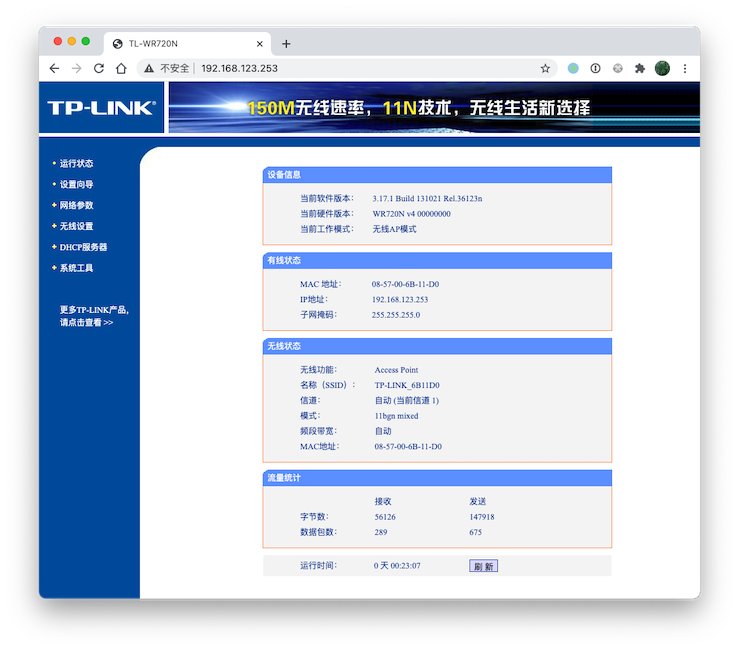 TL-WR720N
不安全 192.168.123.253
TP-LINK®
150M无线速率，11N技术，无线生活新选择
运行状态
设置向导
网络参数
无线设置
DHCP服务器
系统工具
更多TP-LINK产品，
请点击查看 >>
设备信息
当前软件版本： 3.17.1 Build 131021 Rel.36123n
当前硬件版本： WR720N v4 00000000
当前工作模式： 无线AP模式
有线状态
MAC 地址： 08-57-00-6B-11-D0
IP地址： 192.168.123.253
子网掩码： 255.255.255.0
无线状态
无线功能： Access Point
名称（SSID）： TP-LINK_6B11D0
信道： 自动 (当前信道 1)
模式： 11bgn mixed
频段带宽： 自动
MAC地址： 08-57-00-6B-11-D0
流量统计
接收 发送
字节数： 56126 147918
数据包数： 289 675
运行时间： 0 天 00:23:07 刷 新